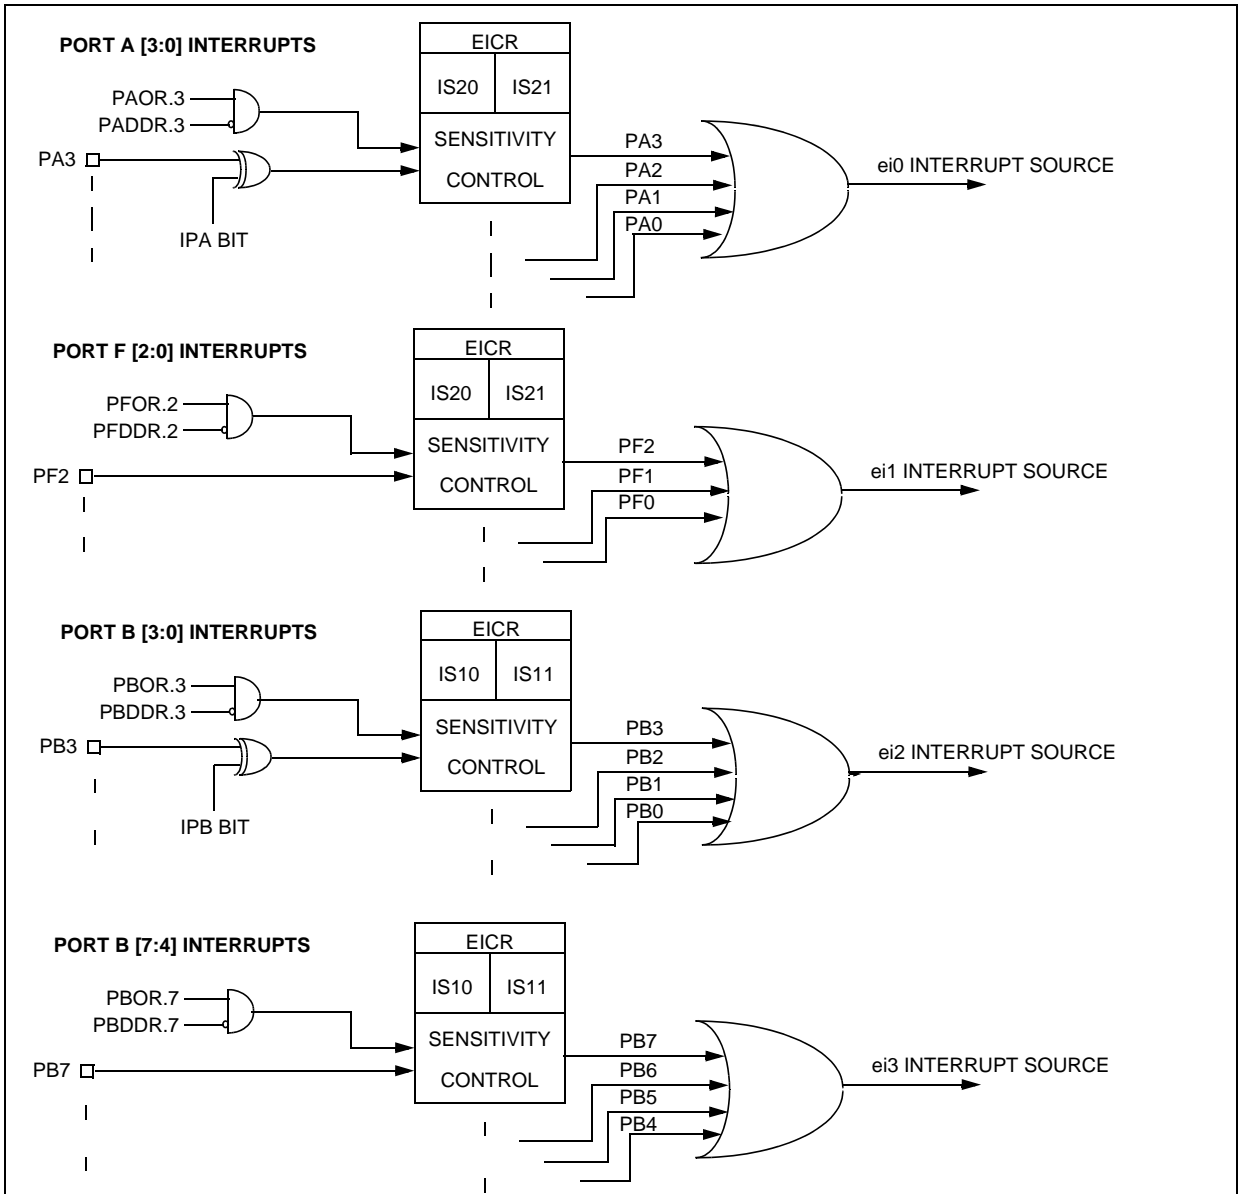 PORT A [3:0] INTERRUPTS
EICR
IS20 IS21
PAOR.3
PADDR.3
SENSITIVITY
CONTROL
PA3
IPA BIT
PA3
PA2
PA1
PA0
ei0 INTERRUPT SOURCE
PORT F [2:0] INTERRUPTS
EICR
IS20 IS21
PFOR.2
PFDDR.2
SENSITIVITY
CONTROL
PF2
PF2
PF1
PF0
ei1 INTERRUPT SOURCE
PORT B [3:0] INTERRUPTS
EICR
IS10 IS11
PBOR.3
PBDDR.3
SENSITIVITY
CONTROL
PB3
IPB BIT
PB3
PB2
PB1
PB0
ei2 INTERRUPT SOURCE
PORT B [7:4] INTERRUPTS
EICR
IS10 IS11
PBOR.7
PBDDR.7
SENSITIVITY
CONTROL
PB7
PB7
PB6
PB5
PB4
ei3 INTERRUPT SOURCE